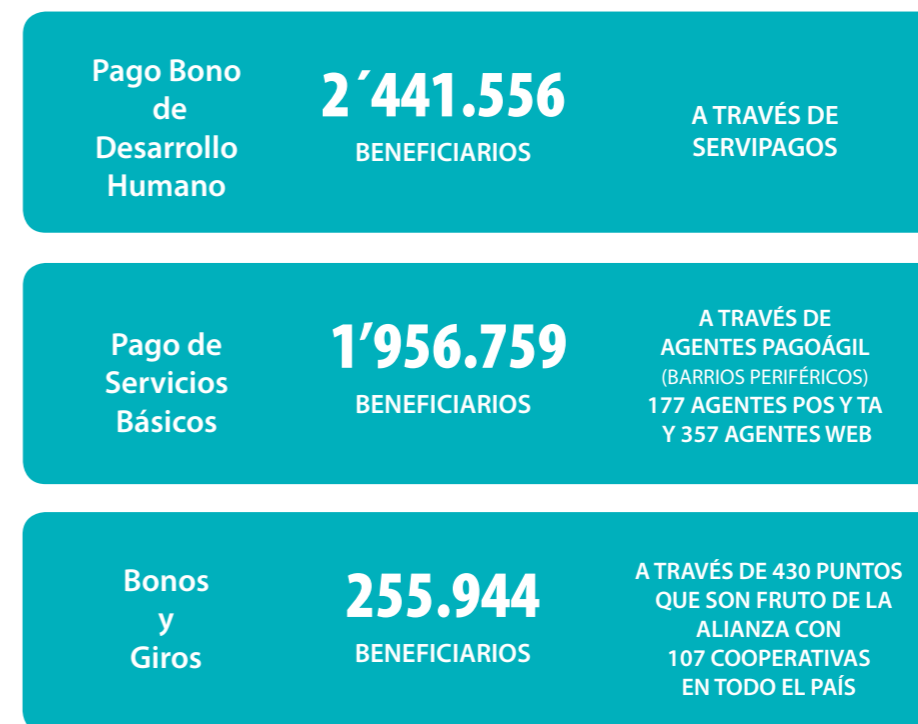 Pago Bono
de
Desarrollo
Humano
2´441.556
BENEFICIARIOS
A TRAVÉS DE
SERVIPAGOS
Pago de
Servicios
Básicos
1’956.759
BENEFICIARIOS
A TRAVÉS DE
AGENTES PAGOÁGIL
(BARRIOS PERIFÉRICOS)
177 AGENTES POS Y TA
Y 357 AGENTES WEB
Bonos
y
Giros
255.944
BENEFICIARIOS
A TRAVÉS DE 430 PUNTOS
QUE SON FRUTO DE LA
ALIANZA CON
107 COOPERATIVAS
EN TODO EL PAÍS